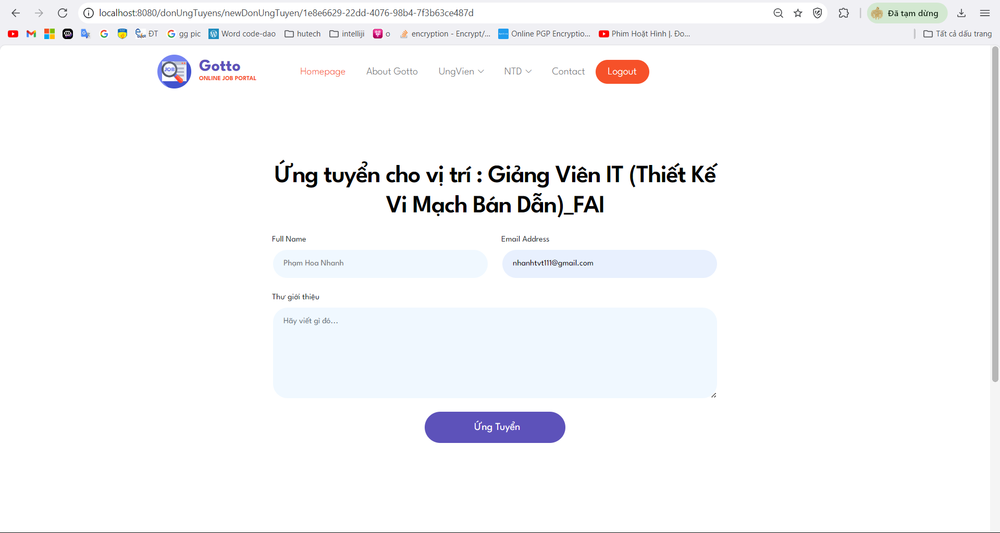 localhost:8080/donUngTuyens/newDonUngTuyen/1e8e6629-22dd-4076-98b4-7f3b63ce487d
Đã tạm dừng
ĐT
gg pic
Word code-dao
hutech
intelliji
o
encryption - Encrypt/...
Online PGP Encryptio...
Phim Hoạt Hình |. Đo...
Tất cả dấu trang
JOB
Gotto
ONLINE JOB PORTAL
Homepage
About Gotto
UngVien
NTD
Contact
Logout
Ứng tuyển cho vị trí : Giảng Viên IT (Thiết Kế
Vi Mạch Bán Dẫn)_FAI
Full Name
Email Address
Phạm Hoa Nhanh
nhanhtvt111@gmail.com
Thư giới thiệu
Hãy viết gì đó...
Ứng Tuyển